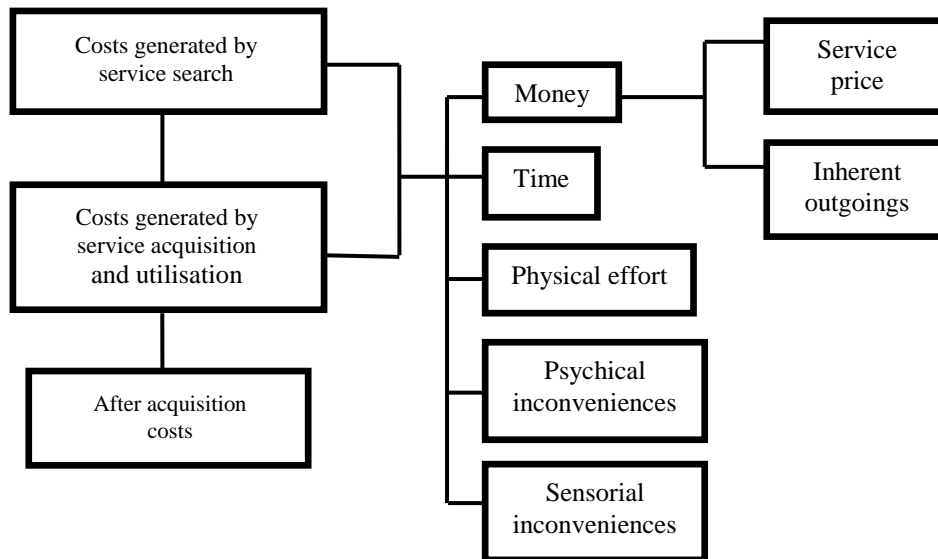 Costs generated by
service search
Costs generated by
service acquisition
and utilisation
After acquisition
costs
Money
Time
Physical effort
Psychical
inconveniences
Sensorial
inconveniences
Service
price
Inherent
outgoings